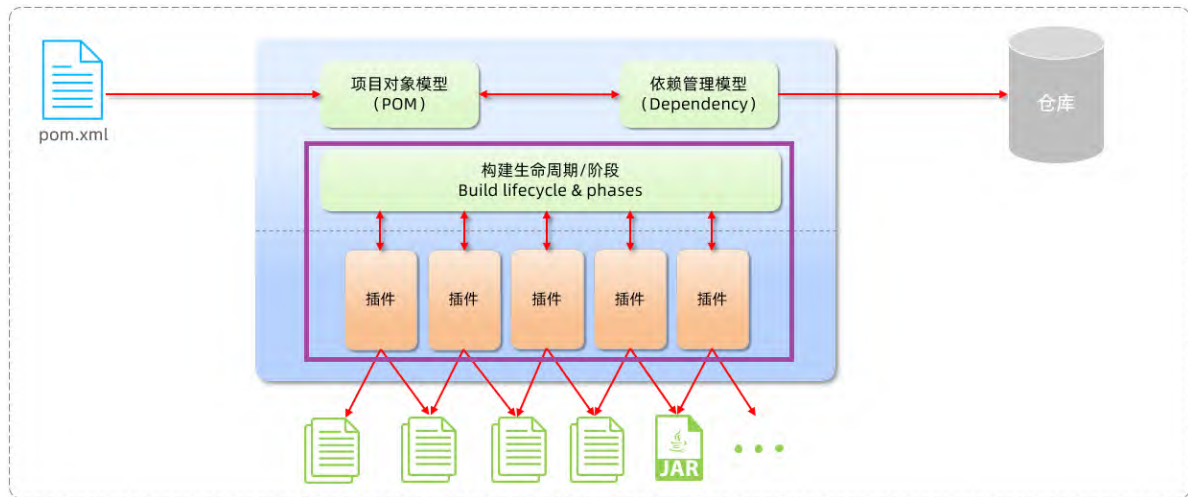 项目对象模型
（POM）
依赖管理模型
（Dependency）
仓库
pom.xml
构建生命周期/阶段
Build lifecycle & phases
插件
插件
插件
插件
插件
JAR